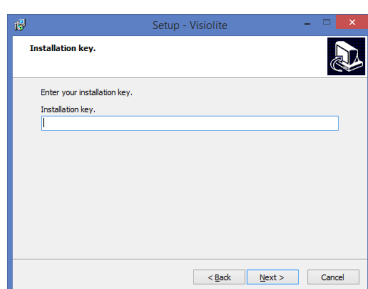 Setup - Visiolite
Installation key.
Enter your installation key.
Installation key.
< Back Next > Cancel